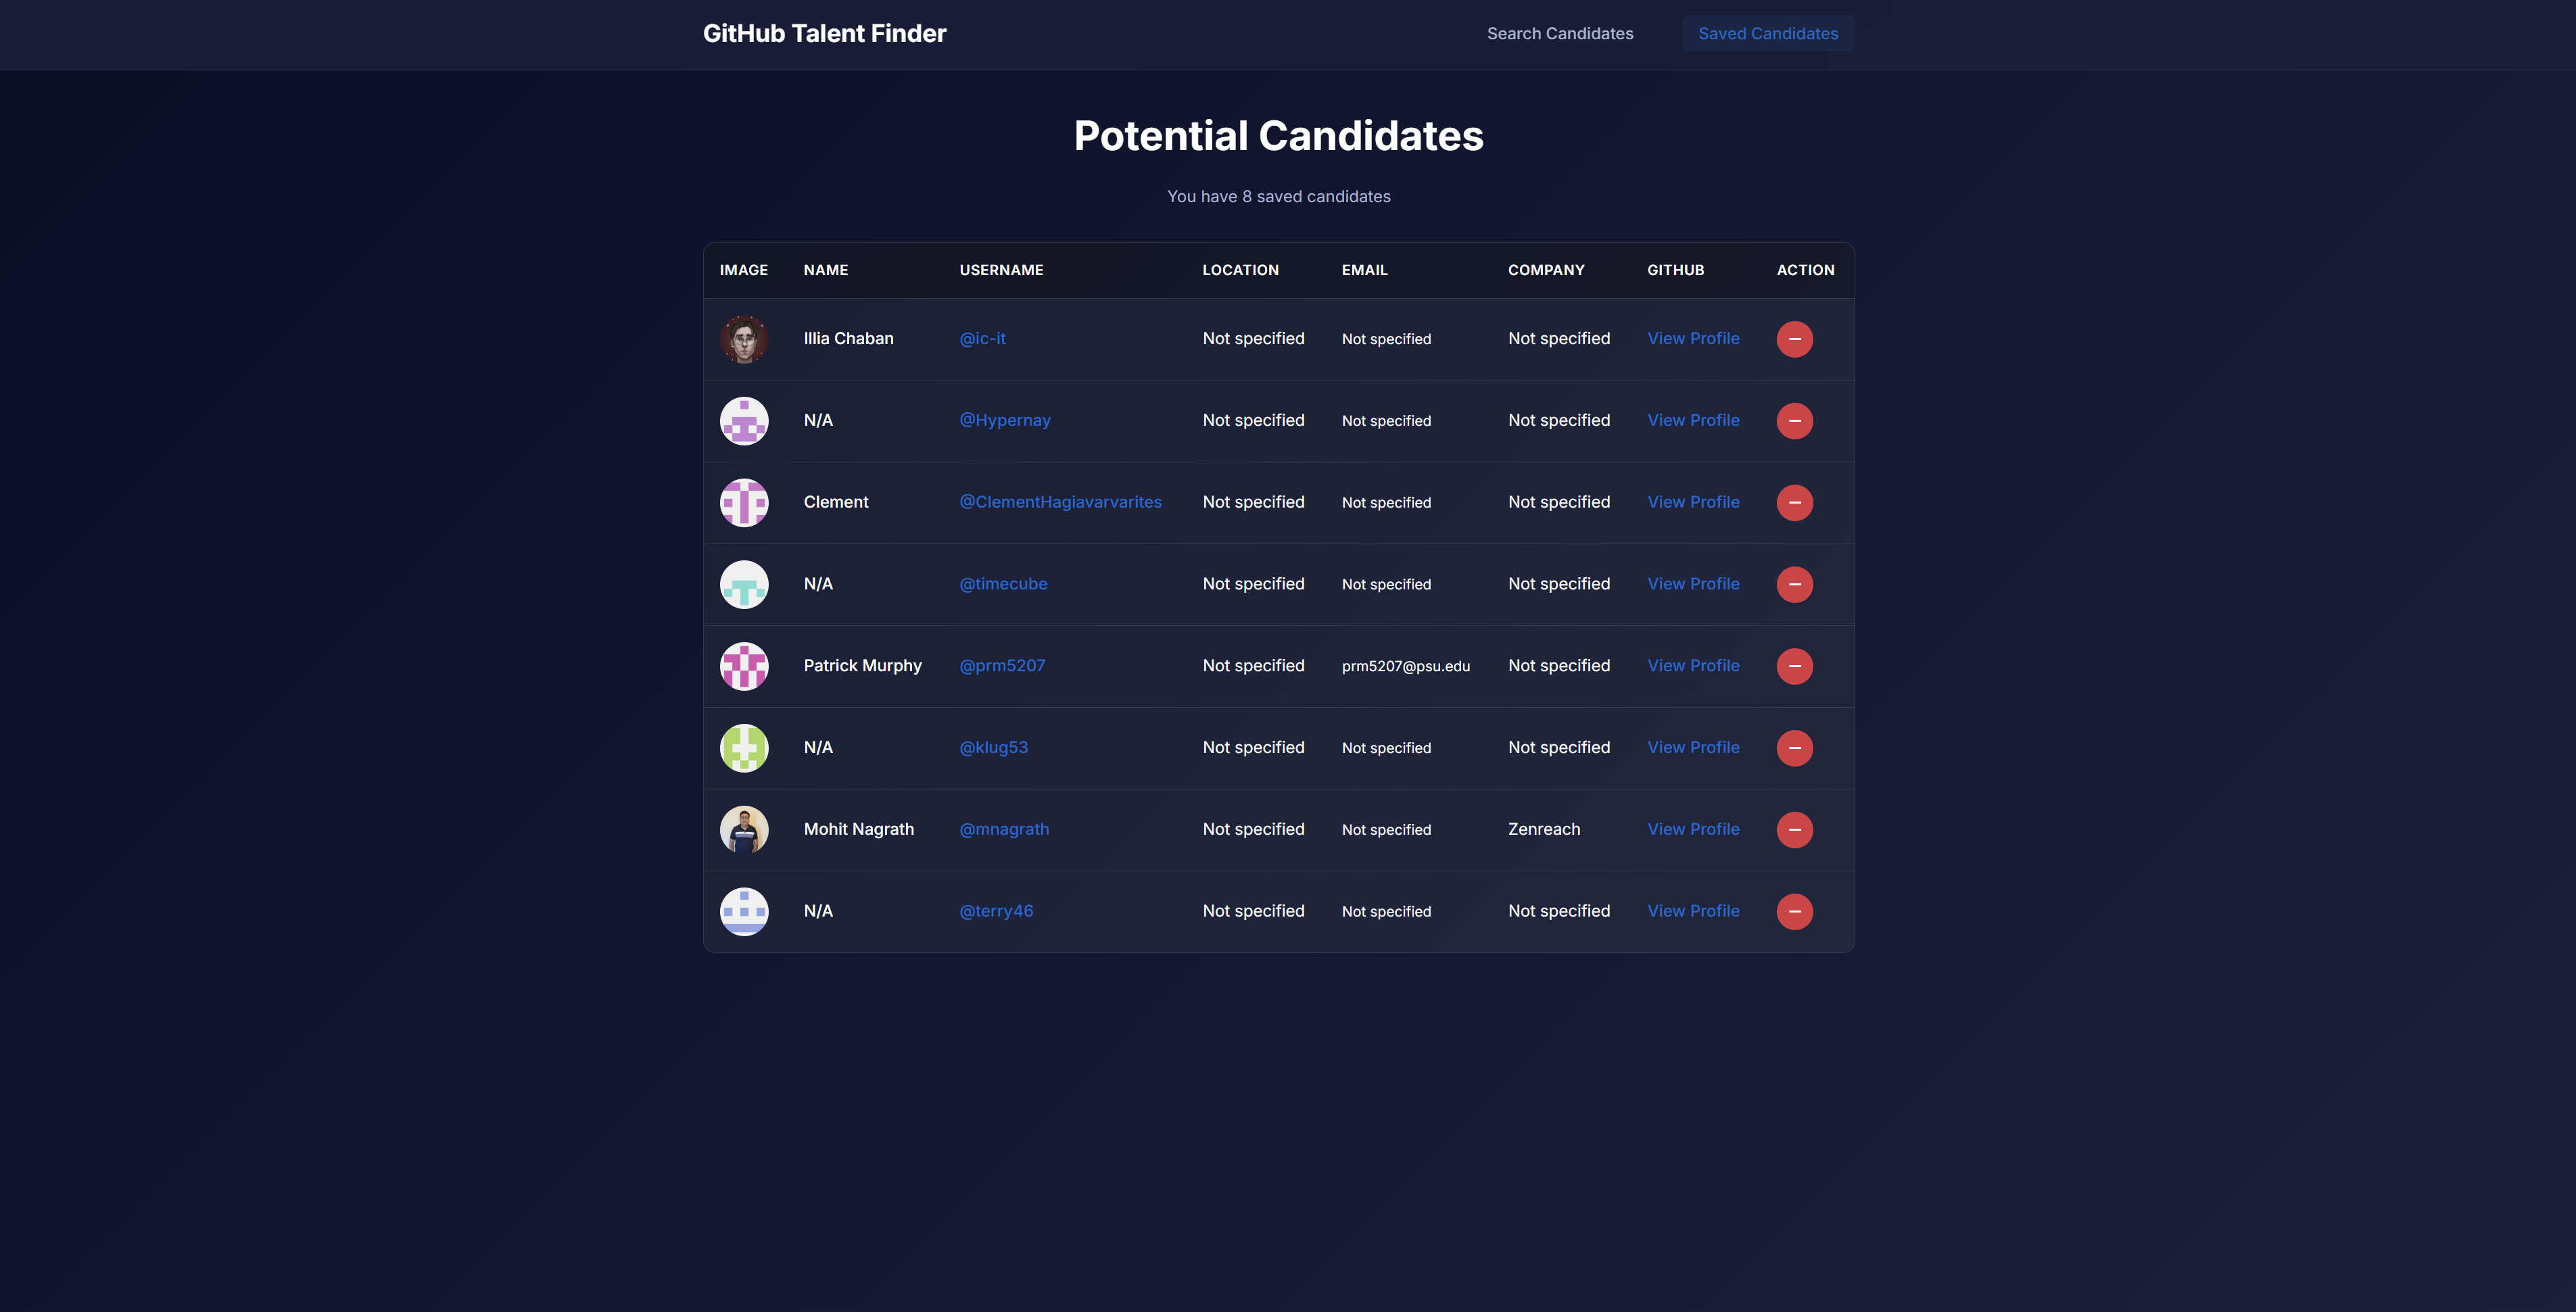 GitHub Talent Finder Search Candidates Saved Candidates
Potential Candidates
You have 8 saved candidates
IMAGE NAME USERNAME LOCATION EMAIL COMPANY GITHUB ACTION
Illia Chaban @ic-it Not specified Not specified Not specified View Profile
N/A @Hypernay Not specified Not specified Not specified View Profile
Clement @ClementHagiavarvarites Not specified Not specified Not specified View Profile
N/A @timecube Not specified Not specified Not specified View Profile
Patrick Murphy @prm5207 Not specified prm5207@psu.edu Not specified View Profile
N/A @klug53 Not specified Not specified Not specified View Profile
Mohit Nagrath @mnagrath Not specified Not specified Zenreach View Profile
N/A @terry46 Not specified Not specified Not specified View Profile